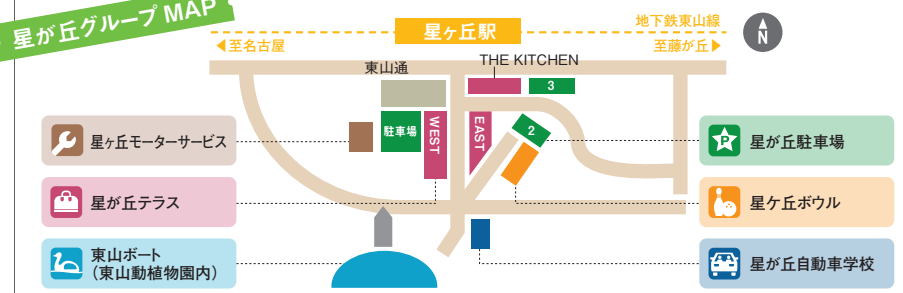 星が丘グループ MAP
地下鉄東山線
星ヶ丘駅
◀至名古屋
至藤が丘▶
N
東山通
THE KITCHEN
3
駐車場
WEST
EAST
2
星ヶ丘モーターサービス
P
星が丘駐車場
星が丘テラス
星ケ丘ボウル
東山ボート
（東山動植物園内）
星が丘自動車学校